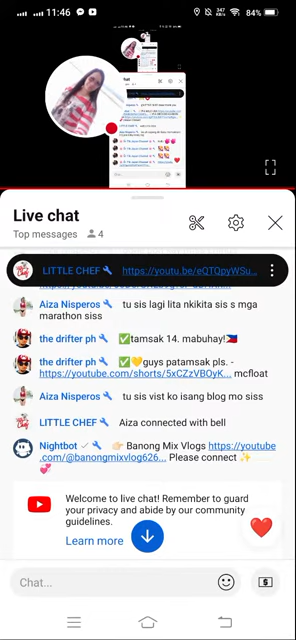 11:46
247 KB/s
84%
Live chat
Top messages 4
LITTLE CHEF https://youtu.be/eQTQpyWSu...
Aiza Nisperos tu sis lagi lita nkikita sis s mga
marathon siss
the drifter ph ✅tamsak 14. mabuhay!🇵🇭
the drifter ph ✅💛guys patamsak pls. -
https://youtube.com/shorts/5xCZzVBOyK... mcfloat
Aiza Nisperos tu sis vist ko isang blog mo siss
LITTLE CHEF Aiza connected with bell
Nightbot 👉🏻 Banong Mix Vlogs https://youtube
.com/@banongmixvlog626... Please connect ✨
💞
Welcome to live chat! Remember to guard
your privacy and abide by our community
guidelines.
Learn more
Chat...